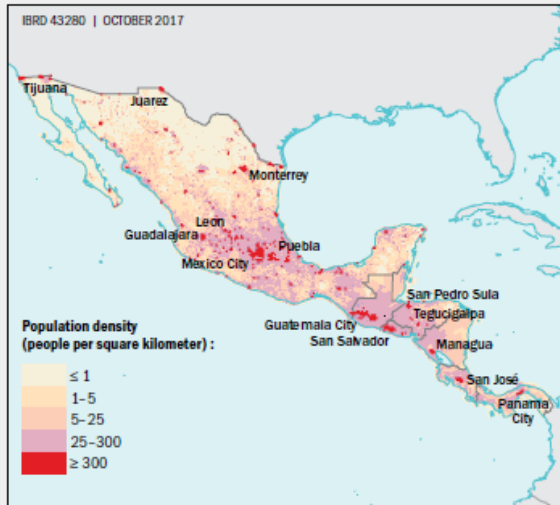 IBRD 43280 | OCTOBER 2017
Tijuana
Juarez
Monterrey
Leon
Guadalajara
Puebla
Mexico City
San Pedro Sula
Tegucigalpa
Guatemala City
San Salvador
Managua
San José
Panama
City
Population density
(people per square kilometer) :
≤ 1
1–5
5–25
25–300
≥ 300